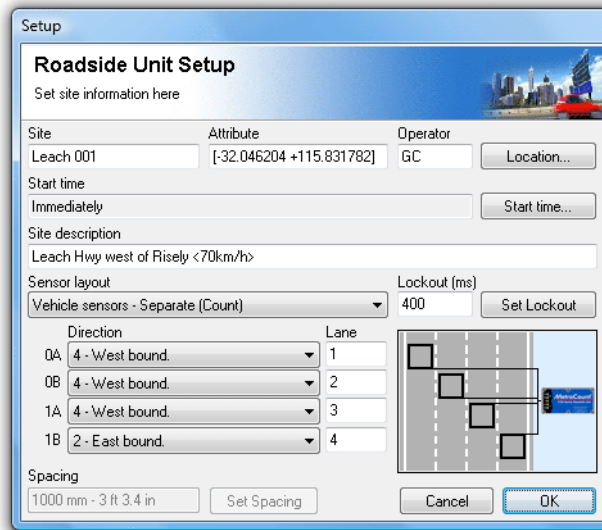 Setup
Roadside Unit Setup
Set site information here
Site Attribute Operator
Leach 001 [-32.046204 +115.831782] GC Location...
Start time
Immediately Start time...
Site description
Leach Hwy west of Risely <70km/h>
Sensor layout Lockout (ms)
Vehicle sensors - Separate (Count) 400 Set Lockout
Direction Lane
0A 4 - West bound. 1
0B 4 - West bound. 2
1A 4 - West bound. 3
1B 2 - East bound. 4
MetroCount
Spacing
1000 mm - 3 ft 3.4 in Set Spacing Cancel OK